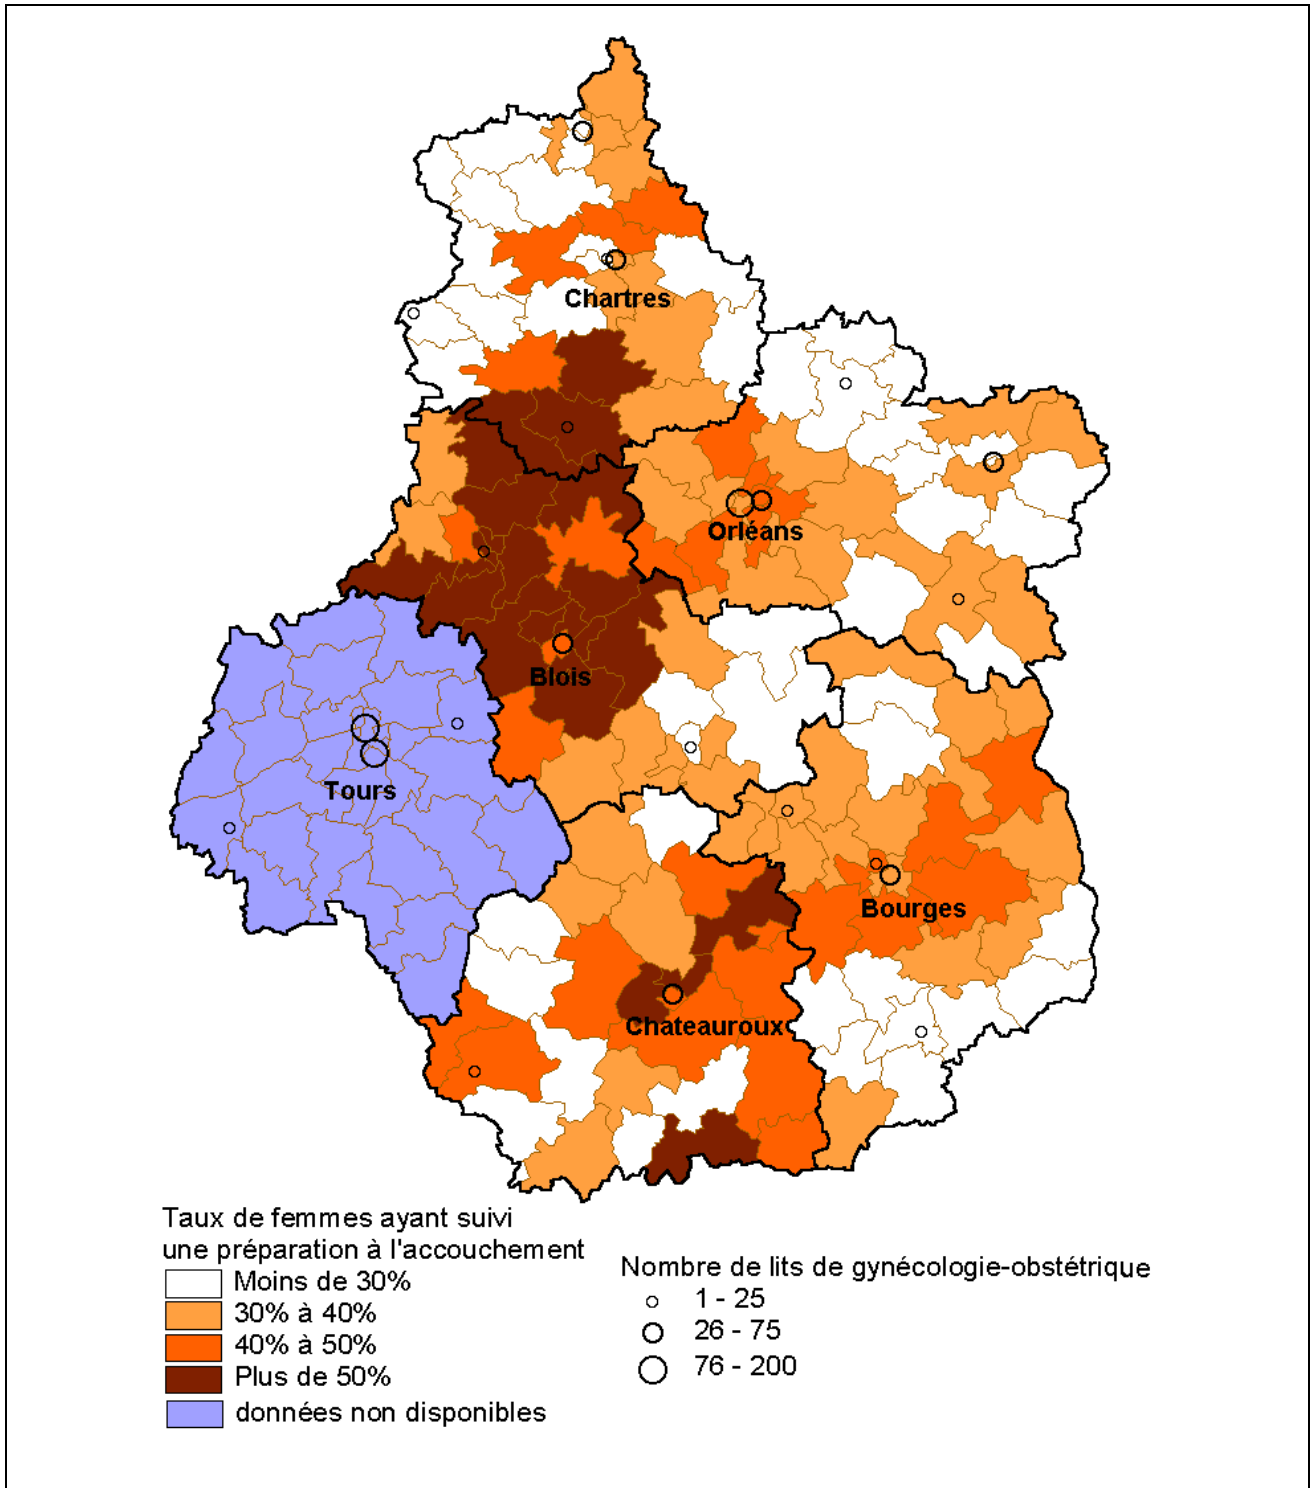 Chartres
Orléans
Blois
Tours
Bourges
Chateauroux
Taux de femmes ayant suivi
une préparation à l'accouchement
Moins de 30%
30% à 40%
40% à 50%
Plus de 50%
données non disponibles
Nombre de lits de gynécologie-obstétrique
1 - 25
26 - 75
76 - 200